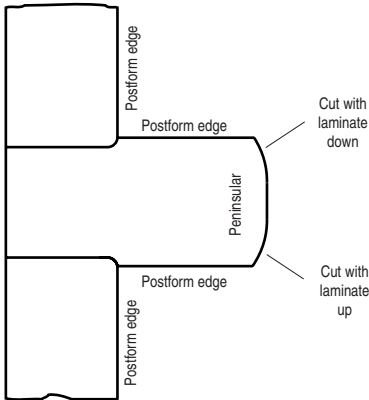 Postform edge
Postform edge
Cut with
laminate
down
Peninsular
Postform edge
Cut with
laminate
up
Postform edge